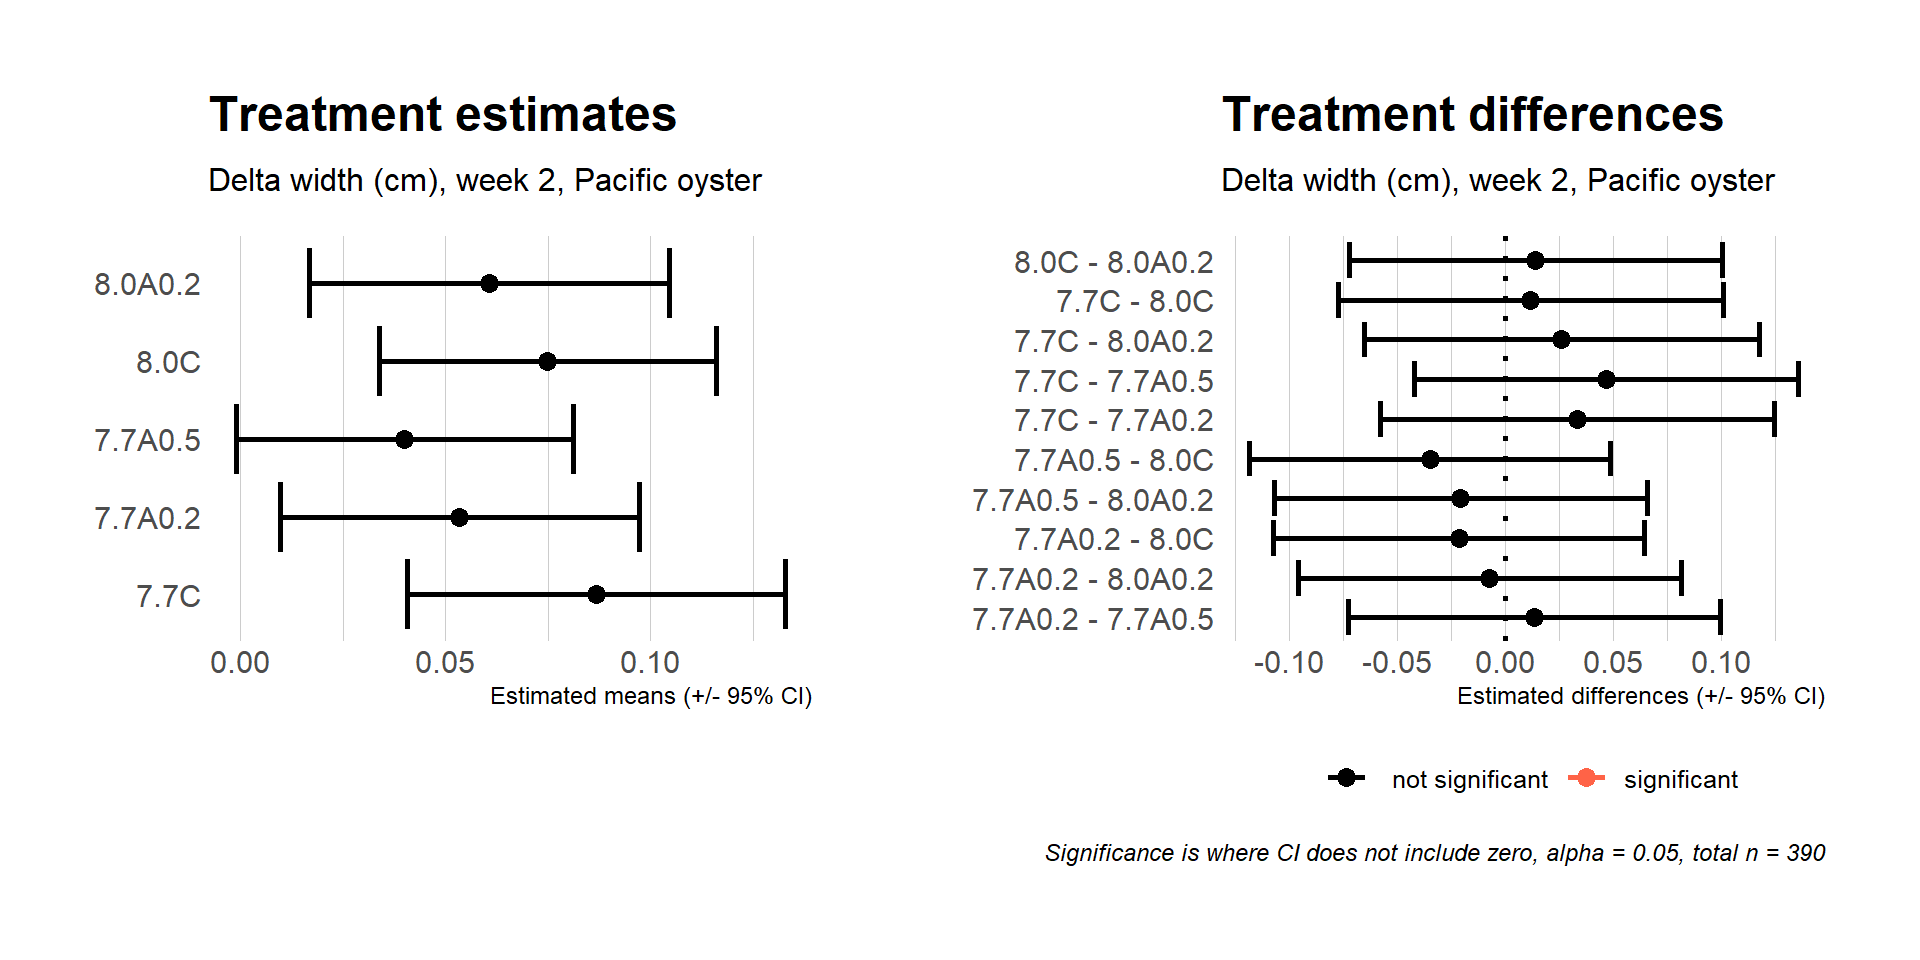 Treatment estimates
Delta width (cm), week 2, Pacific oyster
8.0A0.2
8.0C
7.7A0.5
7.7A0.2
7.7C
0.00 0.05 0.10
Estimated means (+/- 95% CI)
Treatment differences
Delta width (cm), week 2, Pacific oyster
8.0C - 8.0A0.2
7.7C - 8.0C
7.7C - 8.0A0.2
7.7C - 7.7A0.5
7.7C - 7.7A0.2
7.7A0.5 - 8.0C
7.7A0.5 - 8.0A0.2
7.7A0.2 - 8.0C
7.7A0.2 - 8.0A0.2
7.7A0.2 - 7.7A0.5
-0.10 -0.05 0.00 0.05 0.10
Estimated differences (+/- 95% CI)
not significant significant
Significance is where CI does not include zero, alpha = 0.05, total n = 390